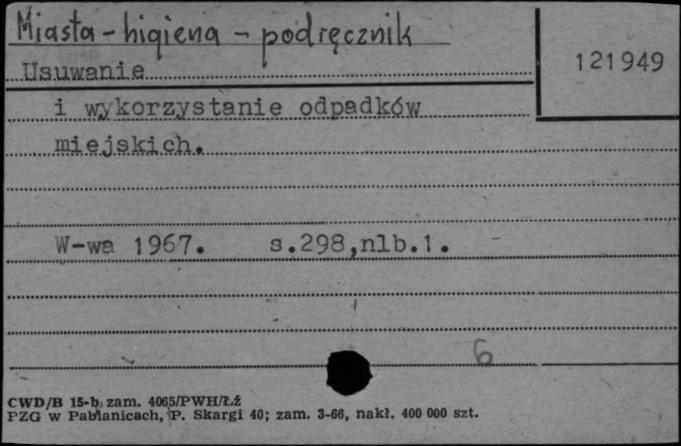 Miasta - higiena - podręcznik
Usuwanie
121949
i wykorzystanie odpadków
miejskich.
W-wa 1967. s.298,nlb.1.
6
CWD/B 15-b, zam. 4065/PWH/Łź
PZG w Pabianicach, P. Skargi 40; zam. 3-66, nakł. 400 000 szt.